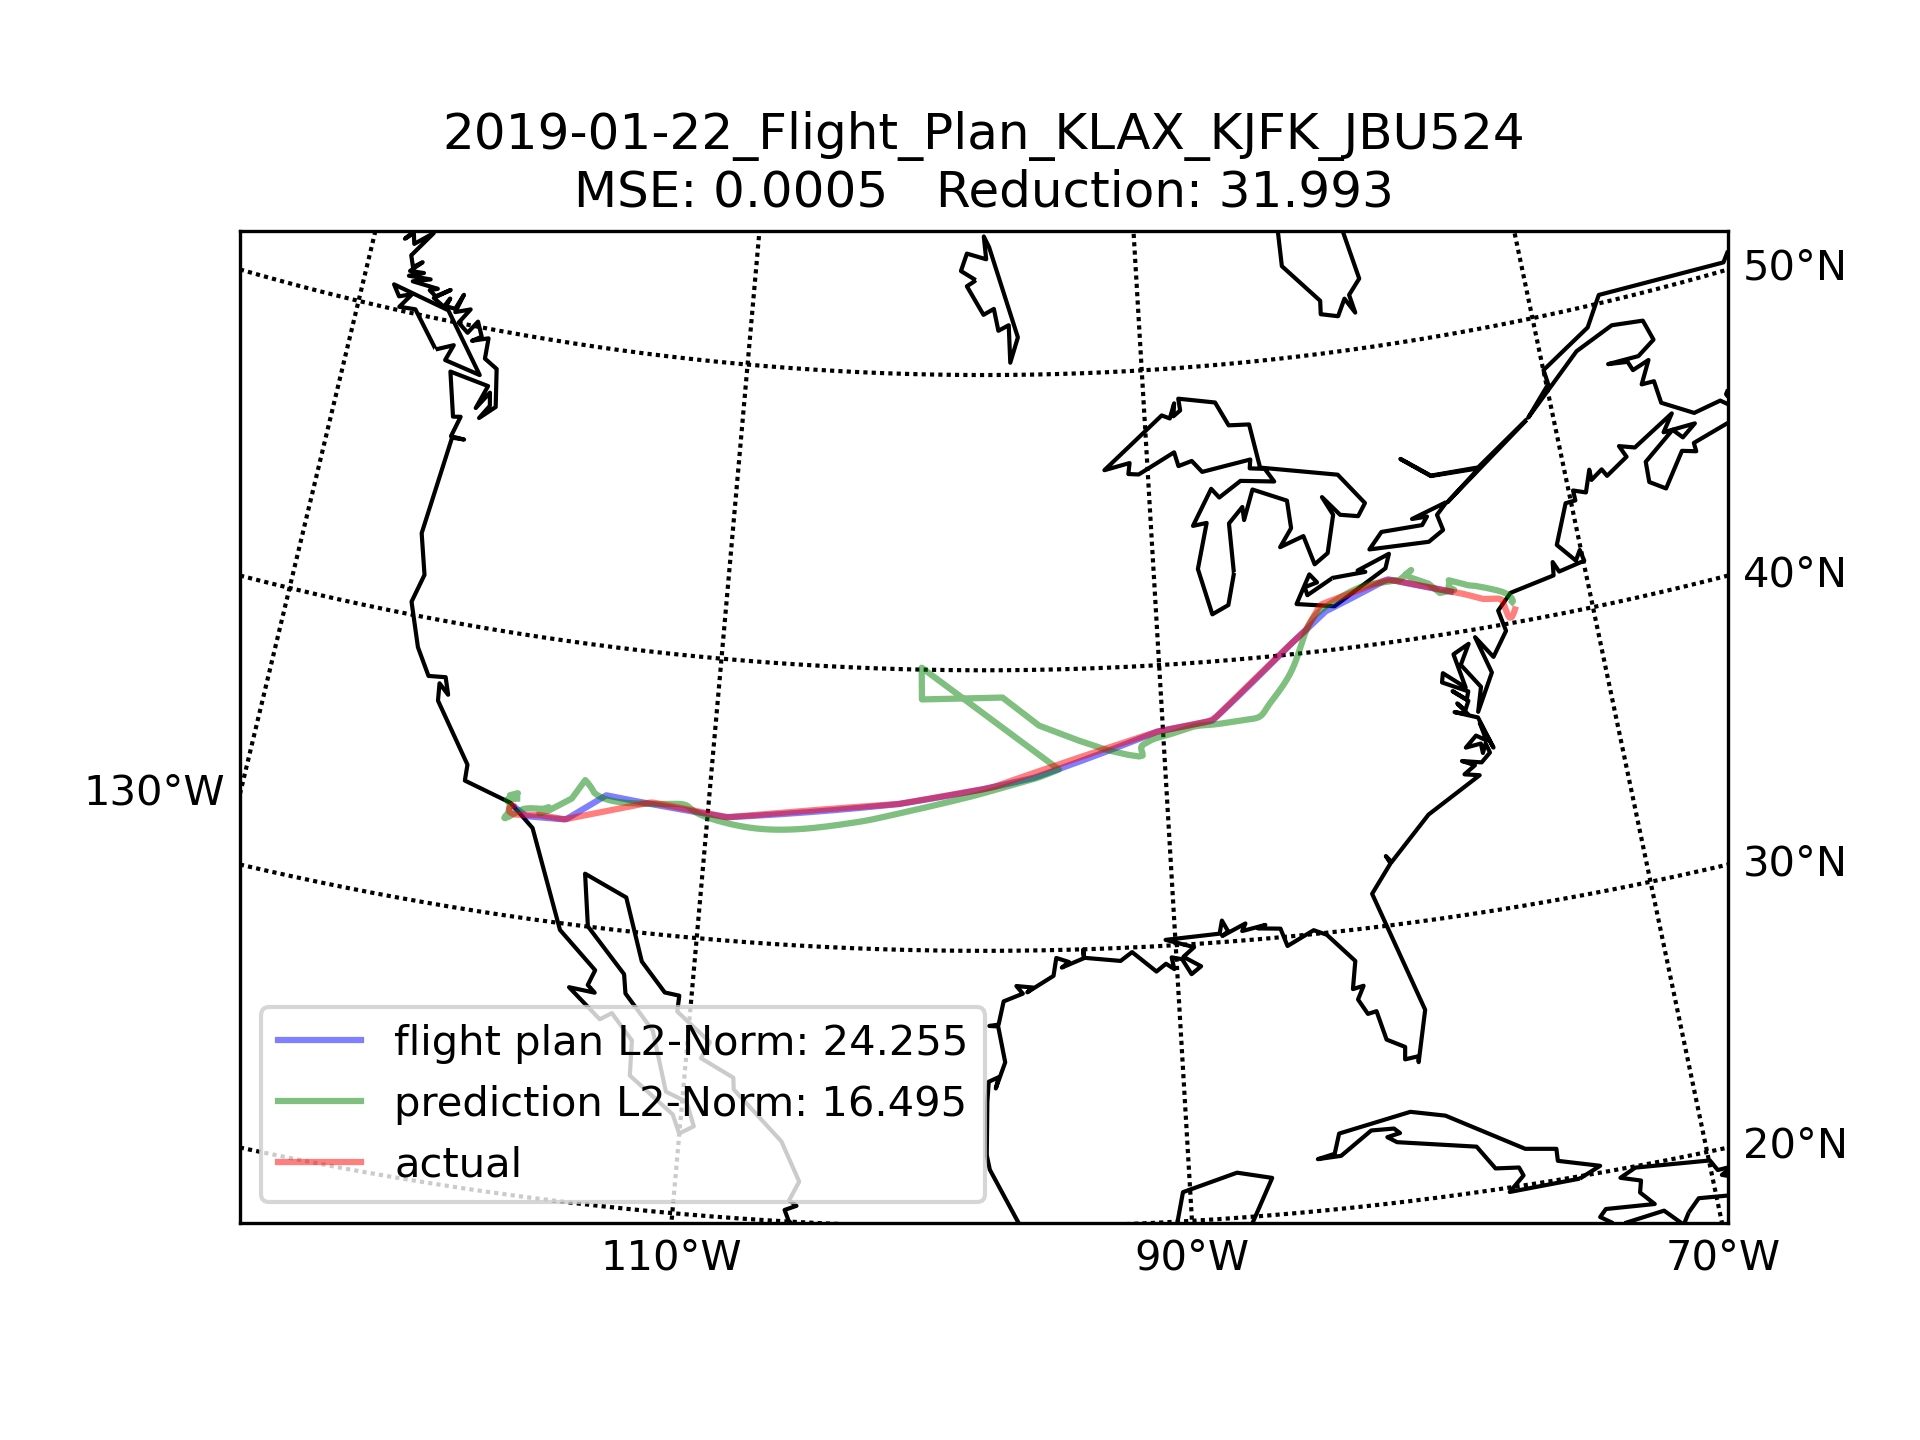 2019-01-22_Flight_Plan_KLAX_KJFK_JBU524
MSE: 0.0005   Reduction: 31.993
50°N
40°N
130°W
30°N
flight plan L2-Norm: 24.255
prediction L2-Norm: 16.495
actual
20°N
110°W
90°W
70°W